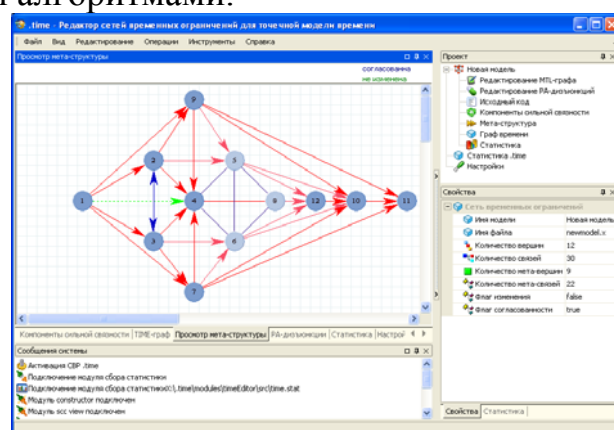 алгоритмами.
.time - Редактор сетей временных ограничений для точечной модели времени
Файл Вид Редактирование Операции Инструменты Справка
Просмотр мета-структуры
согласованна
не изменена
9
2
5
1
4
8
12
10
11
3
6
7
Компоненты сильной связности TIME-граф Просмотр мета-структуры РА-дизъюнкции Статистика Настрой
Сообщения системы
Активация СВР .time
Подключение модуля сбора статистики
Подключение модуля сбора статистики
Модуль constructor подключен
Модуль scc view подключен
Проект
Новая модель
Редактирование MTL-графа
Редактирование РА-дизъюнкций
Исходный код
Компоненты сильной связности
Мета-структура
Граф времени
Статистика
Статистика .time
Настройки
Свойства
Сеть временных ограничений
Имя модели Новая модель
Имя файла newmodel.x
Количество вершин 12
Количество связей 30
Количество мета-вершин 9
Количество мета-связей 22
Флаг изменения false
Флаг согласованности true
Свойства Статистика